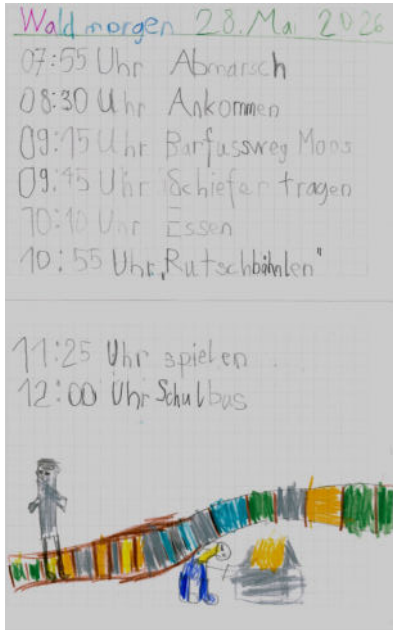 Waldmorgen 28. Mai 2026
07:55 Uhr Abmarsch
08:30 Uhr Ankommen
09:15 Uhr Barfussweg Moos
09:45 Uhr Schiefer tragen
10:10 Uhr Essen
10:55 Uhr „Rutschbähnlen"
11:25 Uhr spielen
12:00 Uhr Schulbus